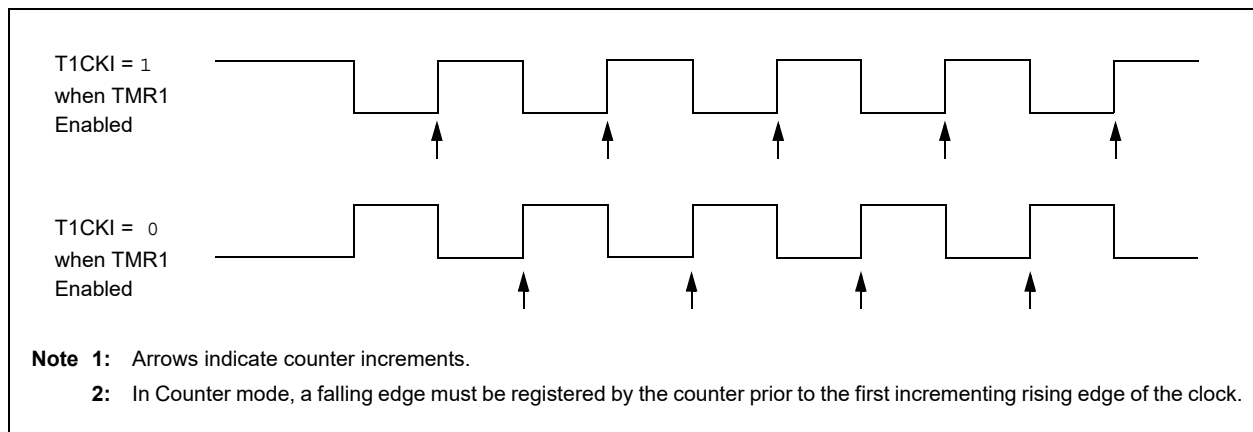 T1CKI = 1
when TMR1
Enabled
T1CKI = 0
when TMR1
Enabled
Note 1: Arrows indicate counter increments.
2: In Counter mode, a falling edge must be registered by the counter prior to the first incrementing rising edge of the clock.